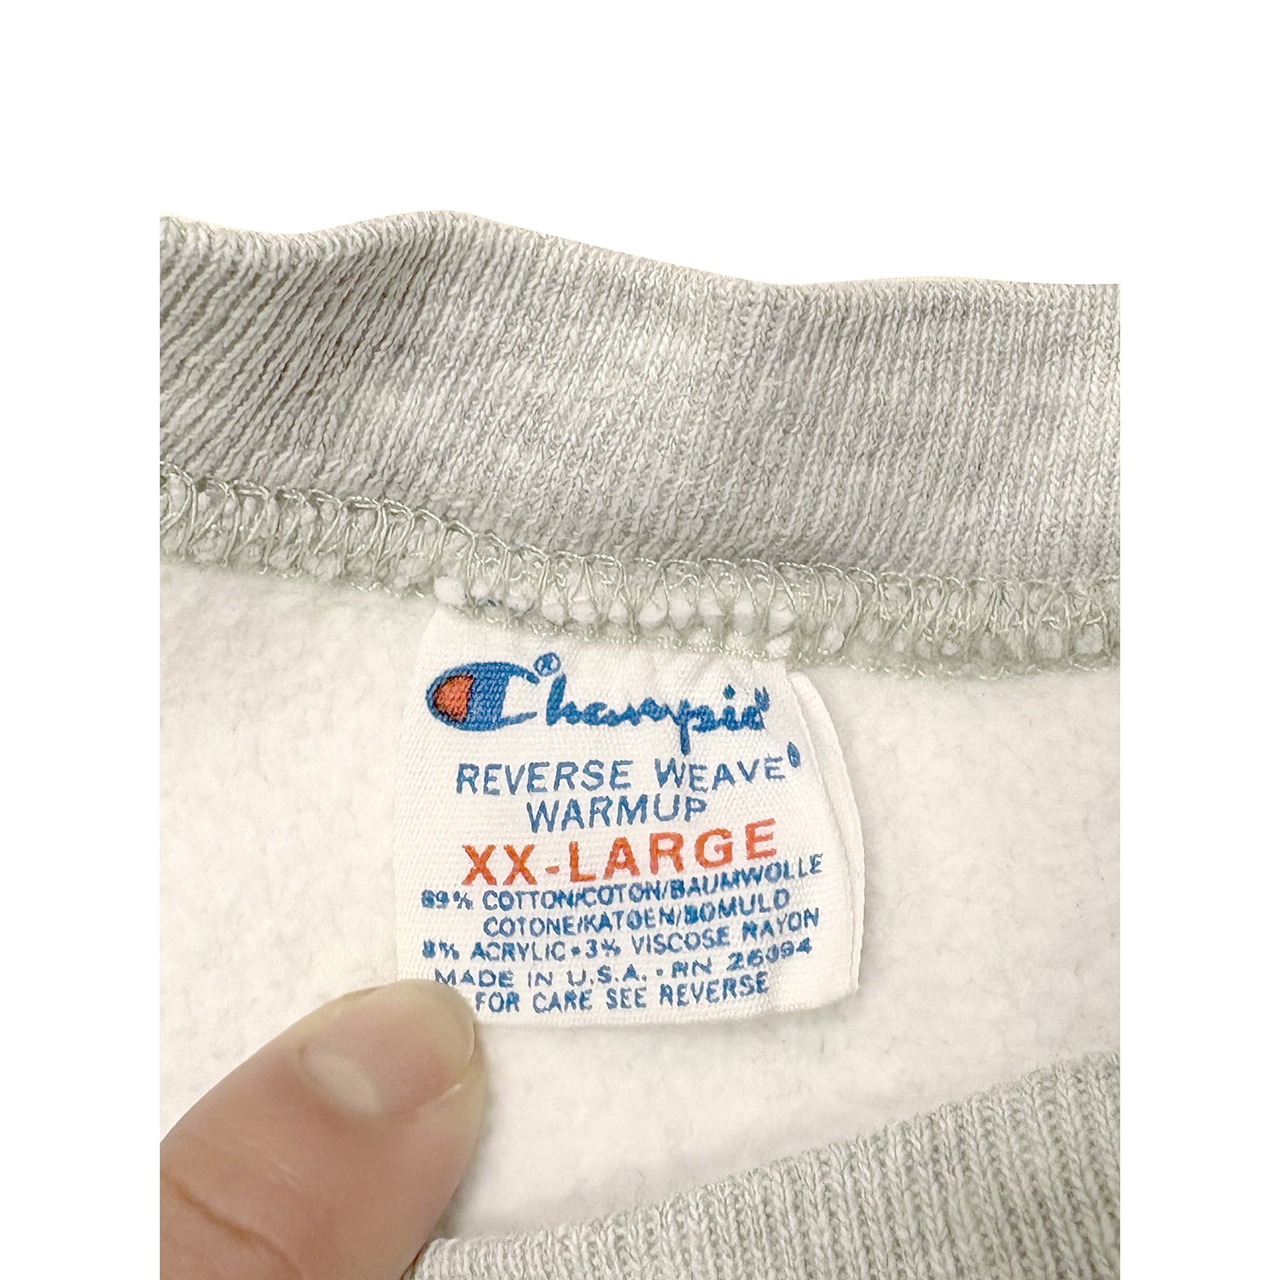 Champion
REVERSE WEAVE®
WARMUP
XX-LARGE
89% COTTON/COTON/BAUMWOLLE
COTONE/KATOEN/BOMULD
8% ACRYLIC • 3% VISCOSE RAYON
MADE IN U.S.A. • RN 26094
FOR CARE SEE REVERSE